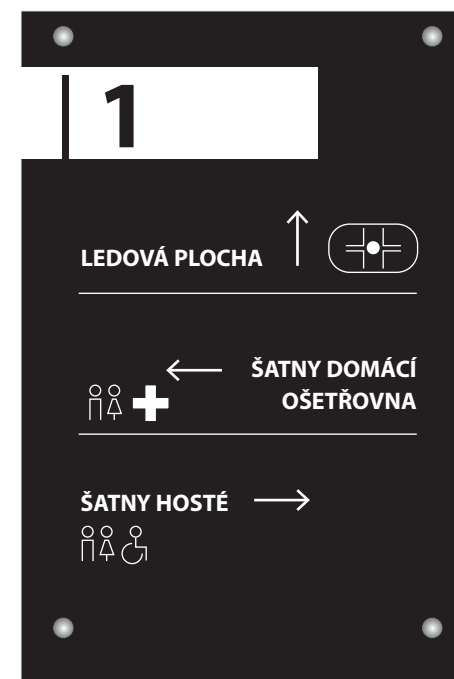 1
LEDOVÁ PLOCHA
ŠATNY DOMÁCÍ
OŠETŘOVNA
ŠATNY HOSTÉ